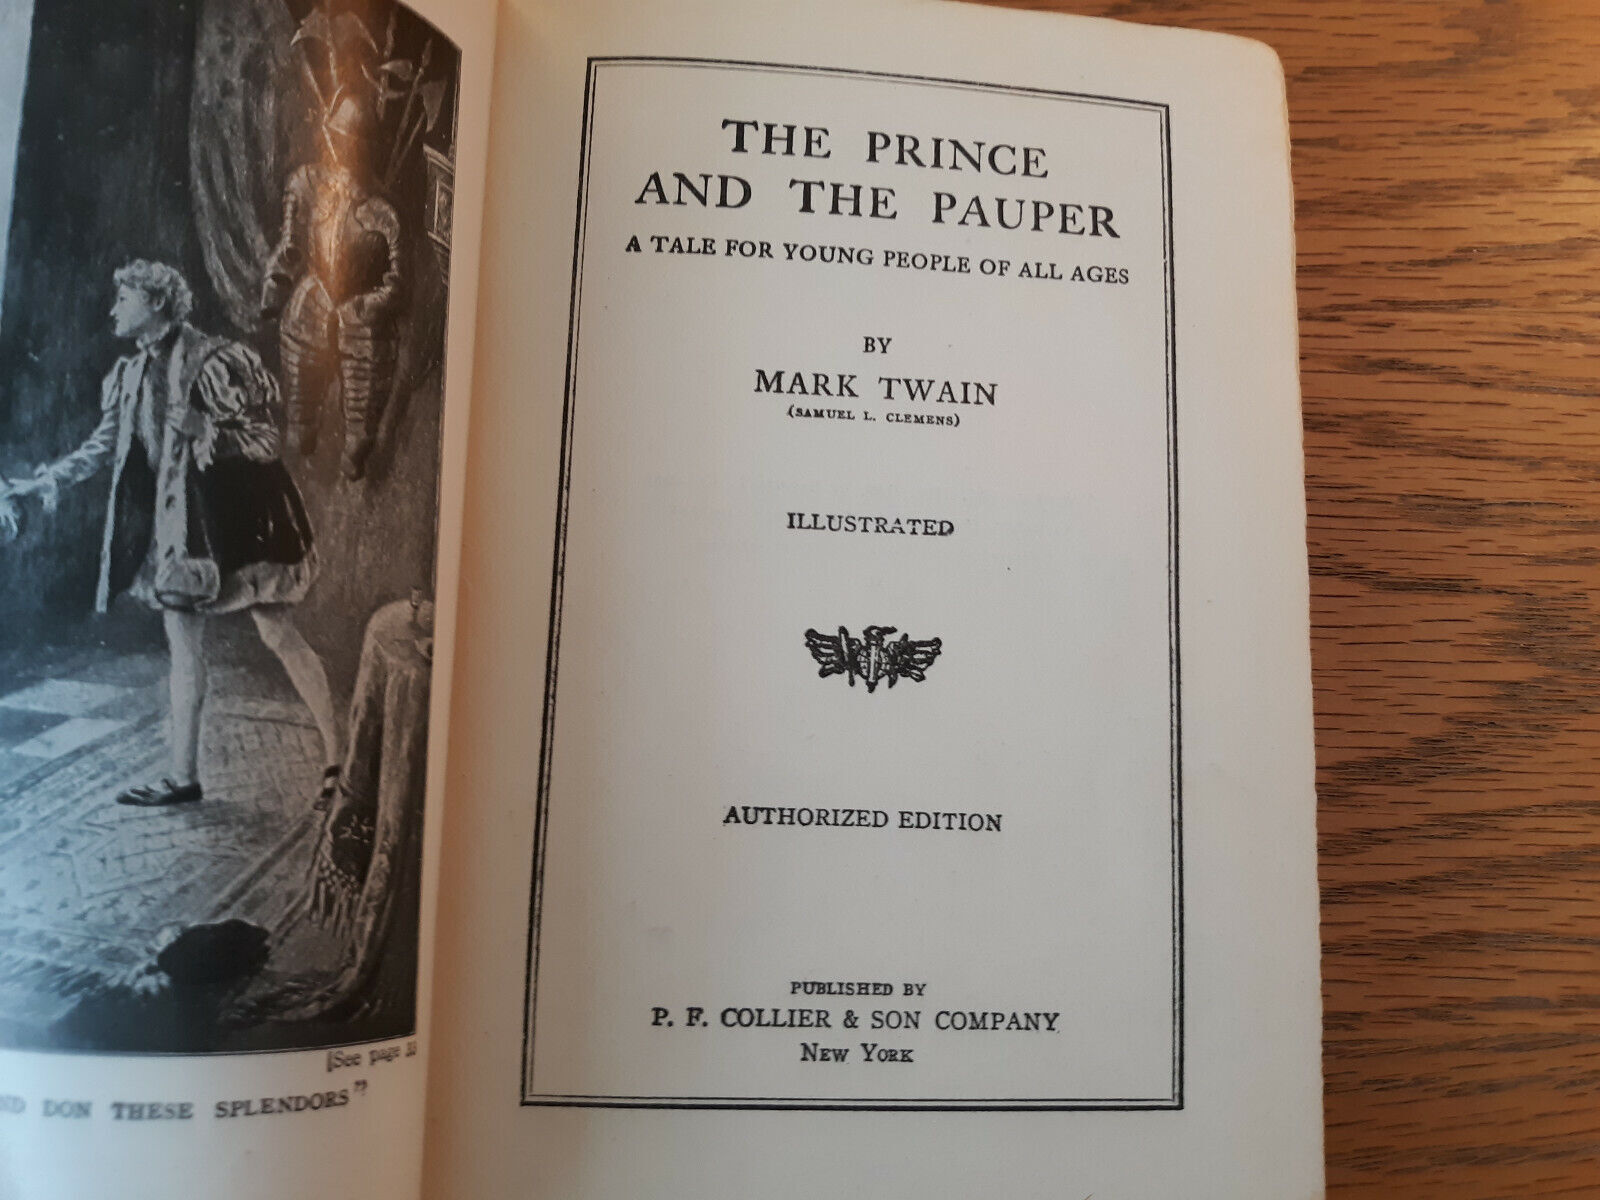 [See page
ND DON THESE SPLENDORS"
THE PRINCE
AND THE PAUPER
A TALE FOR YOUNG PEOPLE OF ALL AGES
BY
MARK TWAIN
(SAMUEL L. CLEMENS)
ILLUSTRATED
AUTHORIZED EDITION
PUBLISHED BY
P. F. COLLIER & SON COMPANY
NEW YORK